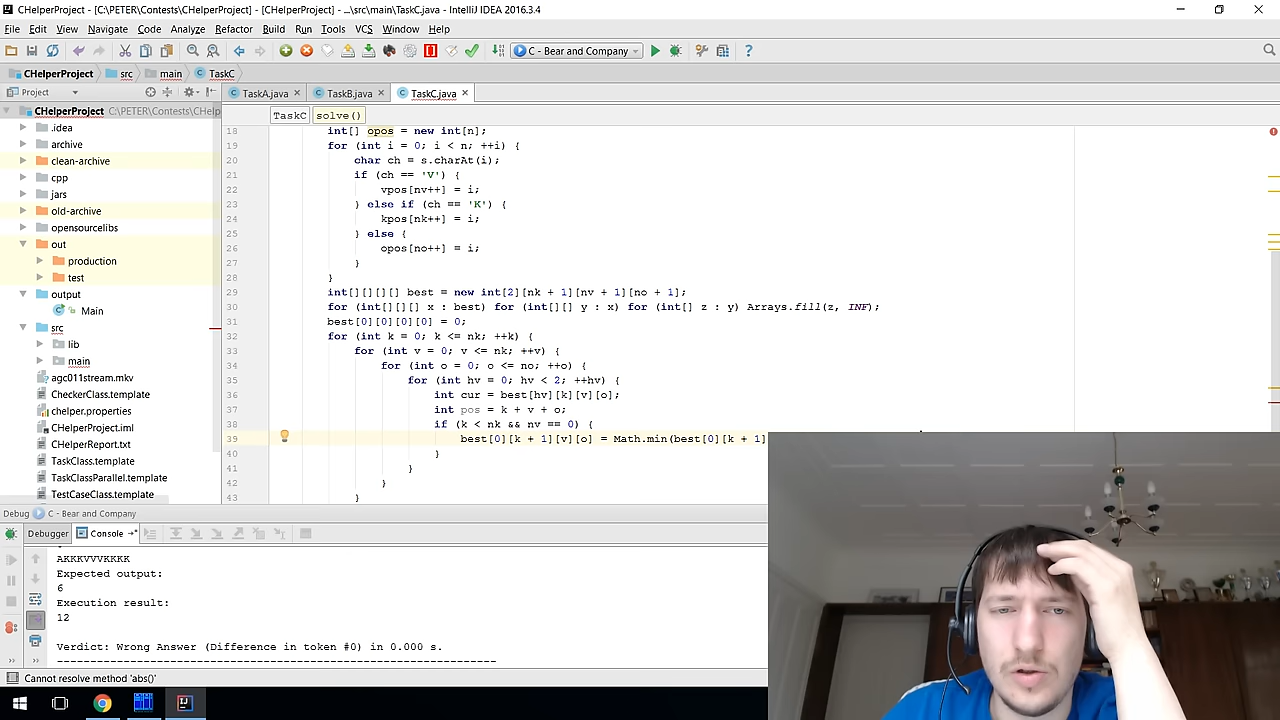 CHelperProject - [C:\PETER\Contests\CHelperProject] - [CHelperProject] - ...\src\main\TaskC.java - IntelliJ IDEA 2016.3.4
File Edit View Navigate Code Analyze Refactor Build Run Tools VCS Window Help
C - Bear and Company
CHelperProject src main TaskC
Project TaskA.java TaskB.java TaskC.java
CHelperProject C:\PETER\Contests\CHelp
TaskC solve()
.idea
archive
clean-archive
cpp
jars
old-archive
opensourcelibs
out
production
test
output
Main
src
lib
main
agc011stream.mkv
CheckerClass.template
chelper.properties
CHelperProject.iml
CHelperReport.txt
TaskClass.template
TaskClassParallel.template
TestCaseClass.template
18 int[] opos = new int[n];
19 for (int i = 0; i < n; ++i) {
20 char ch = s.charAt(i);
21 if (ch == 'V') {
22 vpos[nv++] = i;
23 } else if (ch == 'K') {
24 kpos[nk++] = i;
25 } else {
26 opos[no++] = i;
27 }
28 }
29 int[][][][] best = new int[2][nk + 1][nv + 1][no + 1];
30 for (int[][][] x : best) for (int[][] y : x) for (int[] z : y) Arrays.fill(z, INF);
31 best[0][0][0][0] = 0;
32 for (int k = 0; k <= nk; ++k) {
33 for (int v = 0; v <= nk; ++v) {
34 for (int o = 0; o <= no; ++o) {
35 for (int hv = 0; hv < 2; ++hv) {
36 int cur = best[hv][k][v][o];
37 int pos = k + v + o;
38 if (k < nk && nv == 0) {
39 best[0][k + 1][v][o] = Math.min(best[0][k + 1]
40 }
41 }
42 }
43 }
Debug C - Bear and Company
Debugger Console
AKKKVVVKKKK
Expected output:
6
Execution result:
12
Verdict: Wrong Answer (Difference in token #0) in 0.000 s.
------------------------------------------------------------------
Cannot resolve method 'abs()'